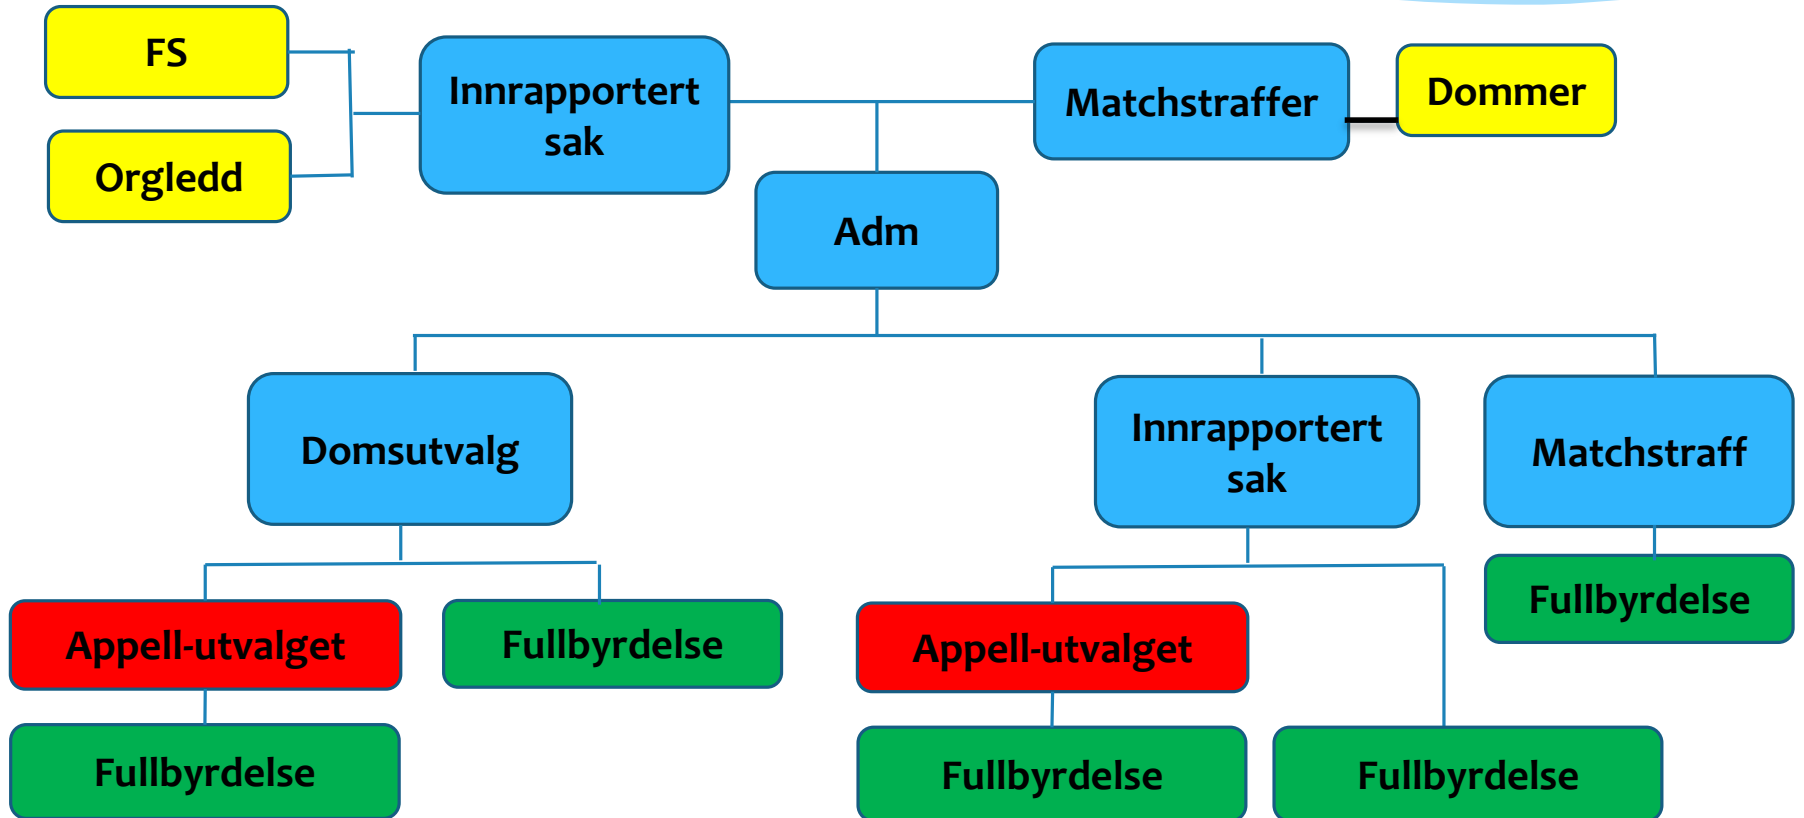 FS
Orgledd
Innrapportert
sak
Matchstraffer
Dommer
Adm
Domsutvalg
Innrapportert
sak
Matchstraff
Appell-utvalget
Fullbyrdelse
Appell-utvalget
Fullbyrdelse
Fullbyrdelse
Fullbyrdelse
Fullbyrdelse